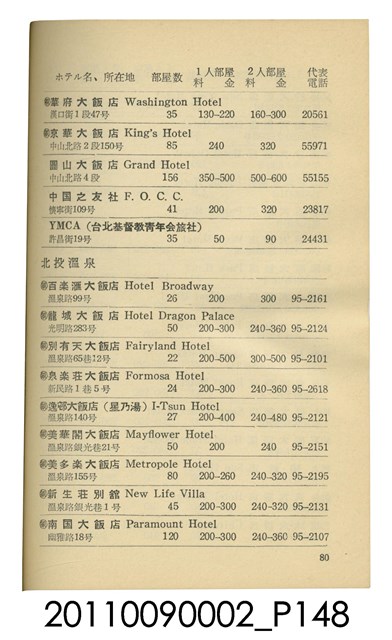 ホテル名、所在地 部屋数 1人部屋料金 2人部屋料金 代表電話
華府大飯店 Washington Hotel
漢口街1段47号 35 130–220 160–300 20561
京華大飯店 King's Hotel
中山北路2段150号 85 240 320 55971
圓山大飯店 Grand Hotel
中山北路4段 156 350–500 500–600 55155
中国之友社 F. O. C. C.
懐寧街109号 41 200 320 23817
YMCA (台北基督教青年会旅社)
許昌街19号 35 50 90 24431
北投温泉
百楽滙大飯店 Hotel Broadway
温泉路99号 26 200 300 95–2161
龍城大飯店 Hotel Dragon Palace
光明路283号 50 200–300 240–360 95–2124
別有天大飯店 Fairyland Hotel
温泉路65巷12号 22 200–500 300–500 95–2101
泉楽荘大飯店 Formosa Hotel
新民路1巷5号 24 200–300 240–360 95–2618
逸邨大飯店 (星乃湯) I-Tsun Hotel
温泉路140号 27 200–400 240–480 95–2121
美華閣大飯店 Mayflower Hotel
温泉路銀光巷21号 50 200 240 95–2151
美多楽大飯店 Metropole Hotel
温泉路155号 80 200–260 240–320 95–2195
新生荘別館 New Life Villa
温泉路銀光巷1号 45 200–300 240–320 95–2131
南国大飯店 Paramount Hotel
幽雅路18号 120 200–300 240–360 95–2107
80
20110090002_P148